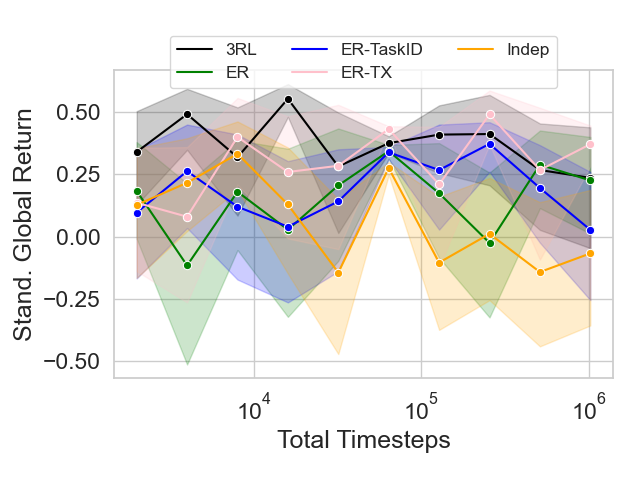 3RL ER-TaskID Indep
ER ER-TX
0.50
0.25
0.00
−0.25
−0.50
Stand. Global Return
10^4 10^5 10^6
Total Timesteps